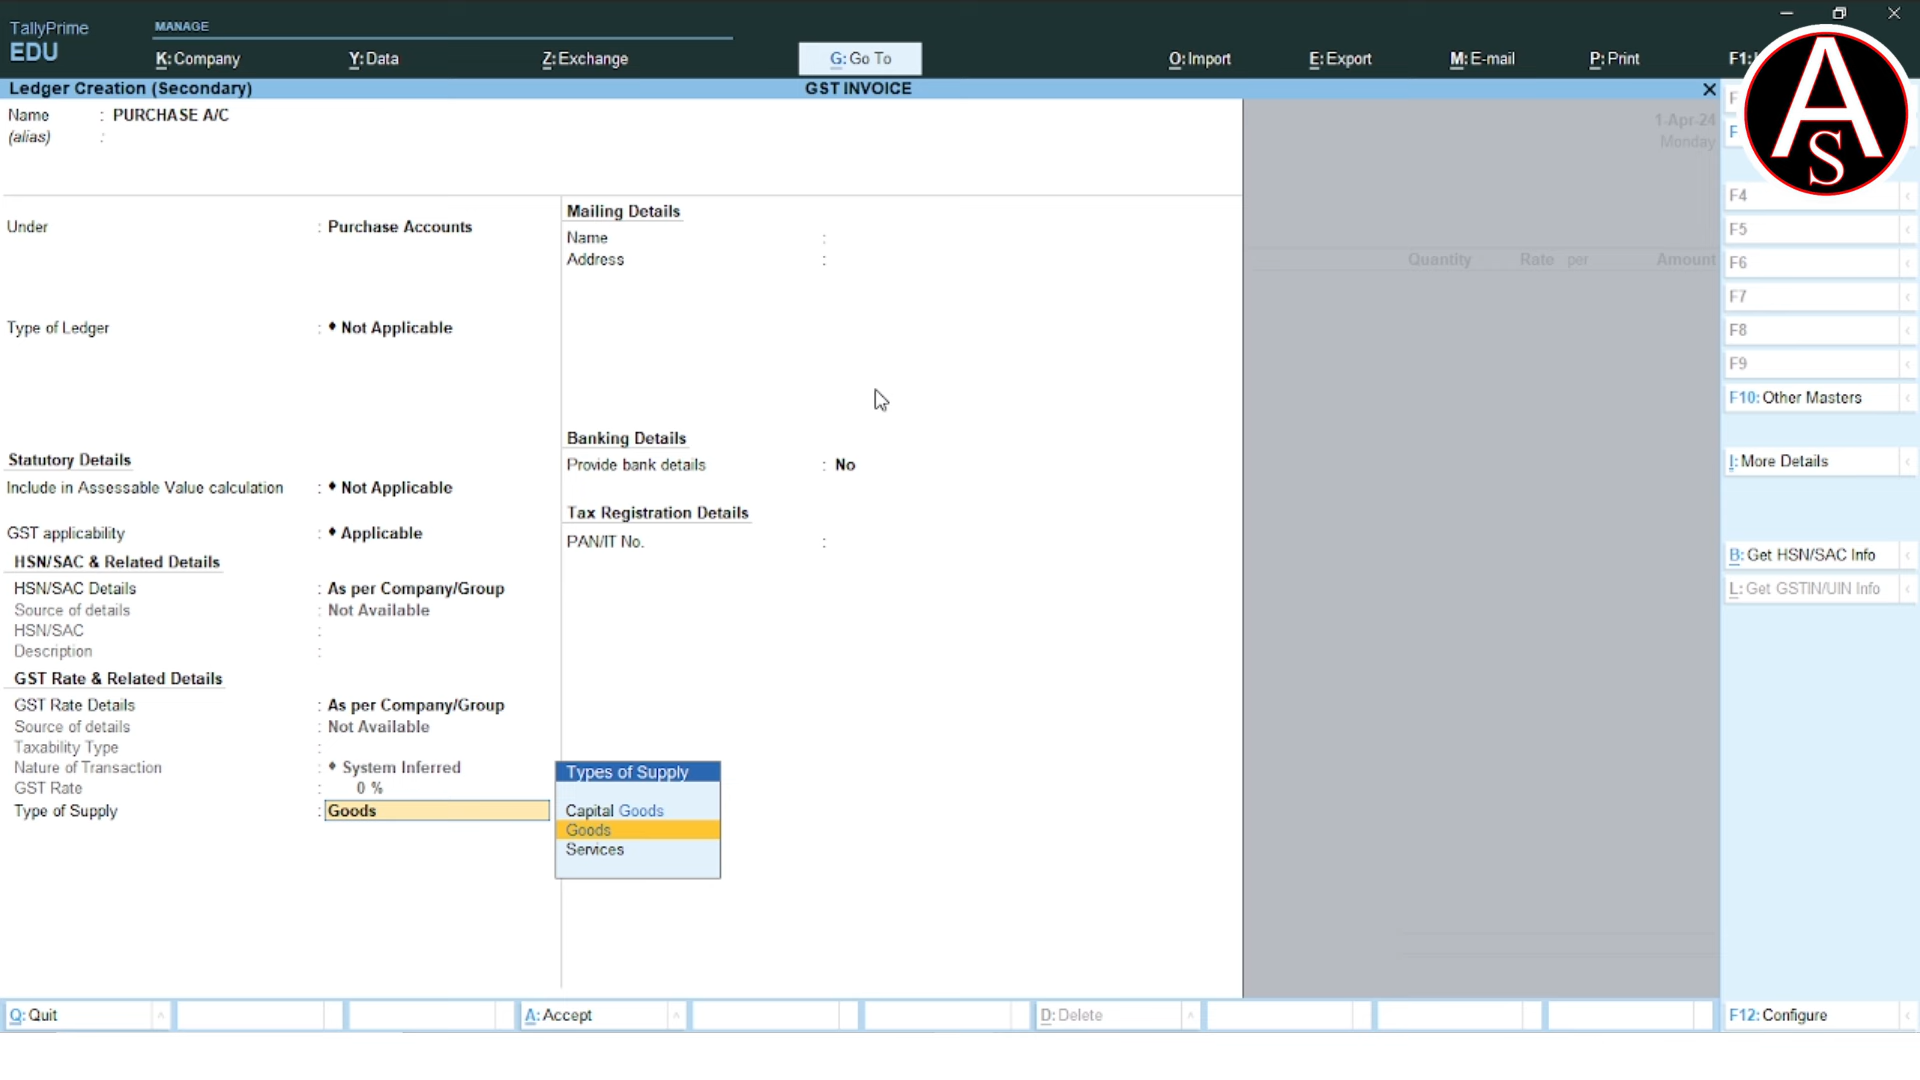 TallyPrime
EDU
MANAGE
K: Company
Y: Data
Z: Exchange
G: Go To
O: Import
E: Export
M: E-mail
P: Print
F1:
Ledger Creation (Secondary)
GST INVOICE
Name : PURCHASE A/C
(alias) :
1-Apr-24
Monday
Under : Purchase Accounts
Type of Ledger : ♦ Not Applicable
Statutory Details
Include in Assessable Value calculation : ♦ Not Applicable
GST applicability : ♦ Applicable
HSN/SAC & Related Details
HSN/SAC Details : As per Company/Group
Source of details : Not Available
HSN/SAC :
Description :
GST Rate & Related Details
GST Rate Details : As per Company/Group
Source of details : Not Available
Taxability Type :
Nature of Transaction : ♦ System Inferred
GST Rate : 0 %
Type of Supply : Goods
Mailing Details
Name :
Address :
Banking Details
Provide bank details : No
Tax Registration Details
PAN/IT No. :
Types of Supply
Capital Goods
Goods
Services
Quantity Rate per Amount
AS
F
F
F4
F5
F6
F7
F8
F9
F10: Other Masters
I: More Details
B: Get HSN/SAC Info
L: Get GSTIN/UIN Info
Q: Quit
A: Accept
D: Delete
F12: Configure